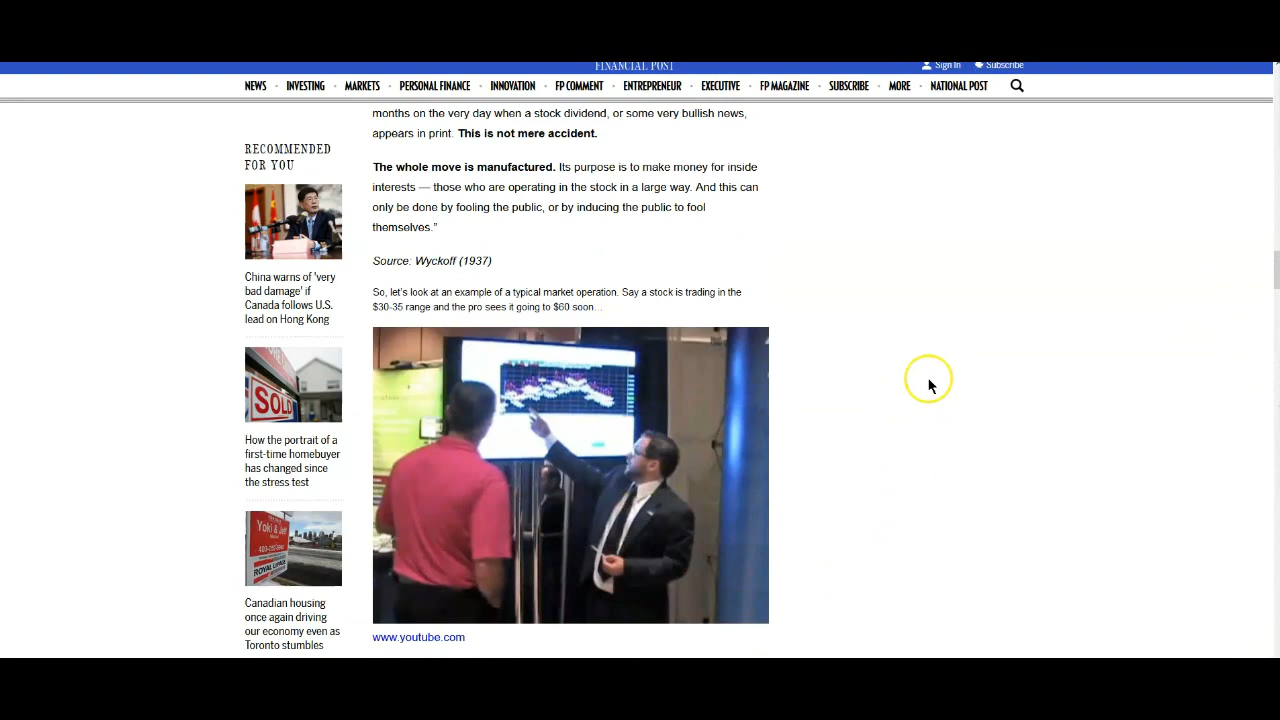 FINANCIAL POST
Sign In
Subscribe
NEWS
INVESTING
MARKETS
PERSONAL FINANCE
INNOVATION
FP COMMENT
ENTREPRENEUR
EXECUTIVE
FP MAGAZINE
SUBSCRIBE
MORE
NATIONAL POST
RECOMMENDED
FOR YOU
China warns of 'very
bad damage' if
Canada follows U.S.
lead on Hong Kong
SOLD
How the portrait of a
first-time homebuyer
has changed since
the stress test
Yoki & Jeff
ROYAL LEPAGE
Canadian housing
once again driving
our economy even as
Toronto stumbles
months on the very day when a stock dividend, or some very bullish news,
appears in print. This is not mere accident.
The whole move is manufactured. Its purpose is to make money for inside
interests — those who are operating in the stock in a large way. And this can
only be done by fooling the public, or by inducing the public to fool
themselves.”
Source: Wyckoff (1937)
So, let’s look at an example of a typical market operation. Say a stock is trading in the
$30-35 range and the pro sees it going to $60 soon…
www.youtube.com